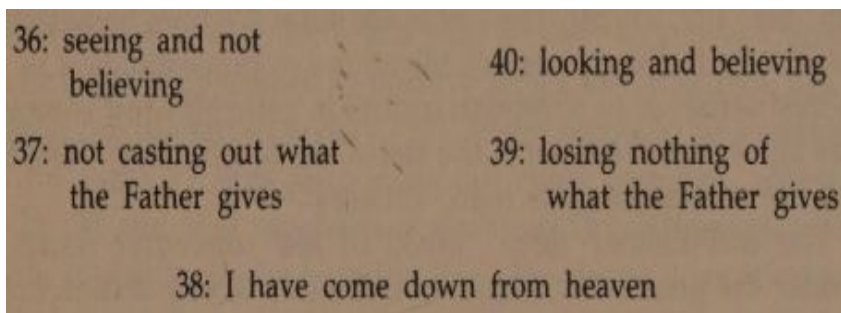 36: seeing and not
believing
40: looking and believing
37: not casting out what
the Father gives
39: losing nothing of
what the Father gives
38: I have come down from heaven